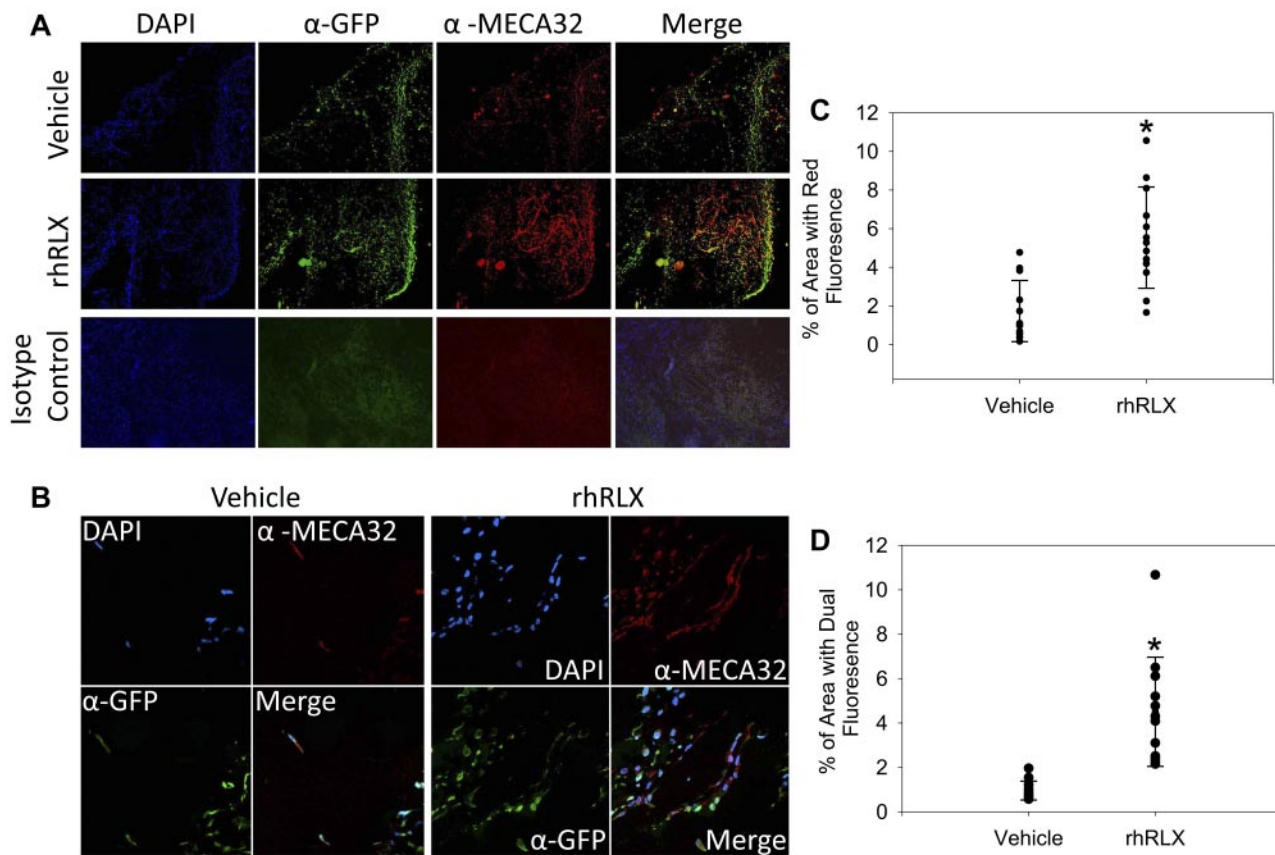 A
DAPI
α-GFP
α -MECA32
Merge
Vehicle
rhRLX
Isotype
Control
B
Vehicle
rhRLX
DAPI
α -MECA32
α-GFP
Merge
DAPI
α-MECA32
α-GFP
Merge
C
% of Area with Red
Fluoresence
12
10
8
6
4
2
0
*
Vehicle
rhRLX
D
% of Area with Dual
Fluoresence
12
10
8
6
4
2
0
*
Vehicle
rhRLX